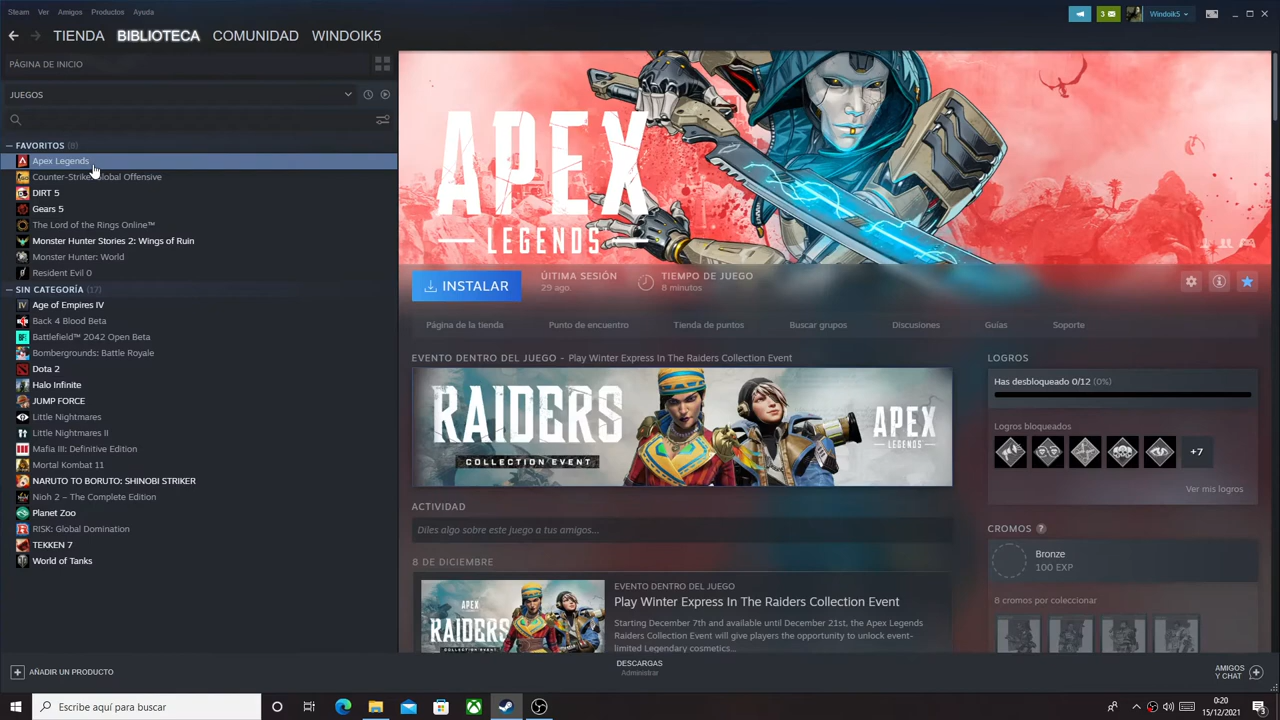 Steam Ver Amigos Productos Ayuda
3 Windoik5
TIENDA BIBLIOTECA COMUNIDAD WINDOIK5
PÁGINA DE INICIO
JUEGOS
FAVORITOS (8)
Apex Legends
Counter-Strike: Global Offensive
DIRT 5
Gears 5
The Lord of the Rings Online™
Monster Hunter Stories 2: Wings of Ruin
Monster Hunter: World
Resident Evil 0
SIN CATEGORÍA (17)
Age of Empires IV
Back 4 Blood Beta
Battlefield™ 2042 Open Beta
Bombergrounds: Battle Royale
Dota 2
Halo Infinite
JUMP FORCE
Little Nightmares
Little Nightmares II
Mafia III: Definitive Edition
Mortal Kombat 11
NARUTO TO BORUTO: SHINOBI STRIKER
Nioh 2 – The Complete Edition
Planet Zoo
RISK: Global Domination
TEKKEN 7
World of Tanks
AÑADIR UN PRODUCTO
APEX
LEGENDS
INSTALAR
ÚLTIMA SESIÓN
29 ago.
TIEMPO DE JUEGO
8 minutos
Página de la tienda Punto de encuentro Tienda de puntos Buscar grupos Discusiones Guías Soporte
EVENTO DENTRO DEL JUEGO - Play Winter Express In The Raiders Collection Event
RAIDERS
COLLECTION EVENT
APEX
LEGENDS
ACTIVIDAD
Diles algo sobre este juego a tus amigos...
8 DE DICIEMBRE
APEX
LEGENDS
RAIDERS
EVENTO DENTRO DEL JUEGO
Play Winter Express In The Raiders Collection Event
Starting December 7th and available until December 21st, the Apex Legends
Raiders Collection Event will give players the opportunity to unlock event-
limited Legendary cosmetics...
LOGROS
Has desbloqueado 0/12 (0%)
Logros bloqueados
+7
Ver mis logros
CROMOS ?
Bronze
100 EXP
8 cromos por coleccionar
DESCARGAS
Administrar
AMIGOS
Y CHAT
Escribe aquí para buscar
0:20
15/12/2021
3